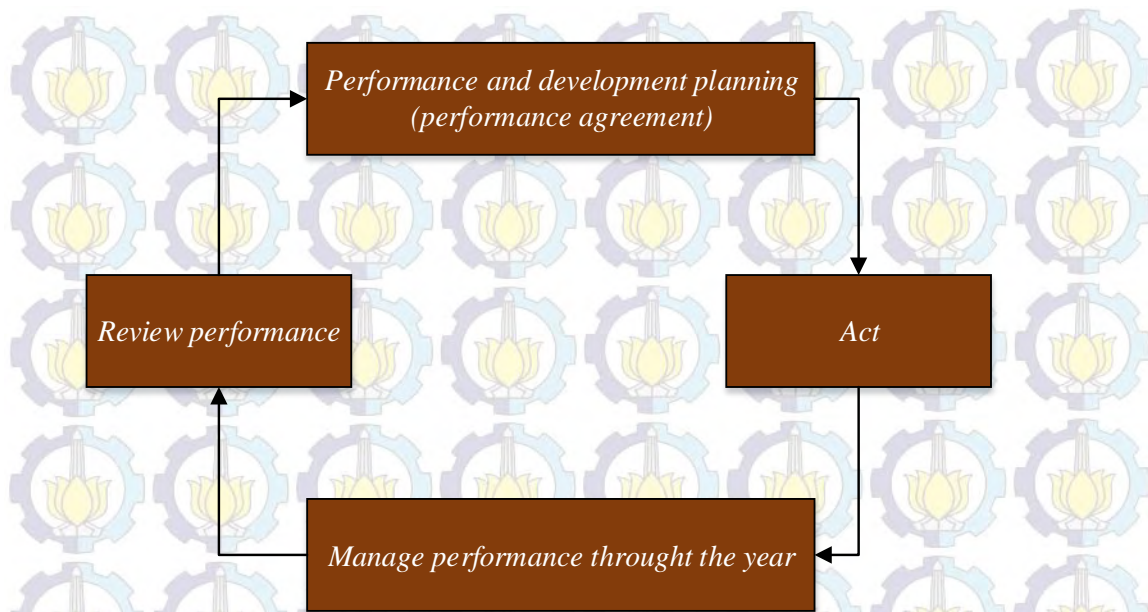 Performance and development planning
(performance agreement)
Review performance
Act
Manage performance throught the year